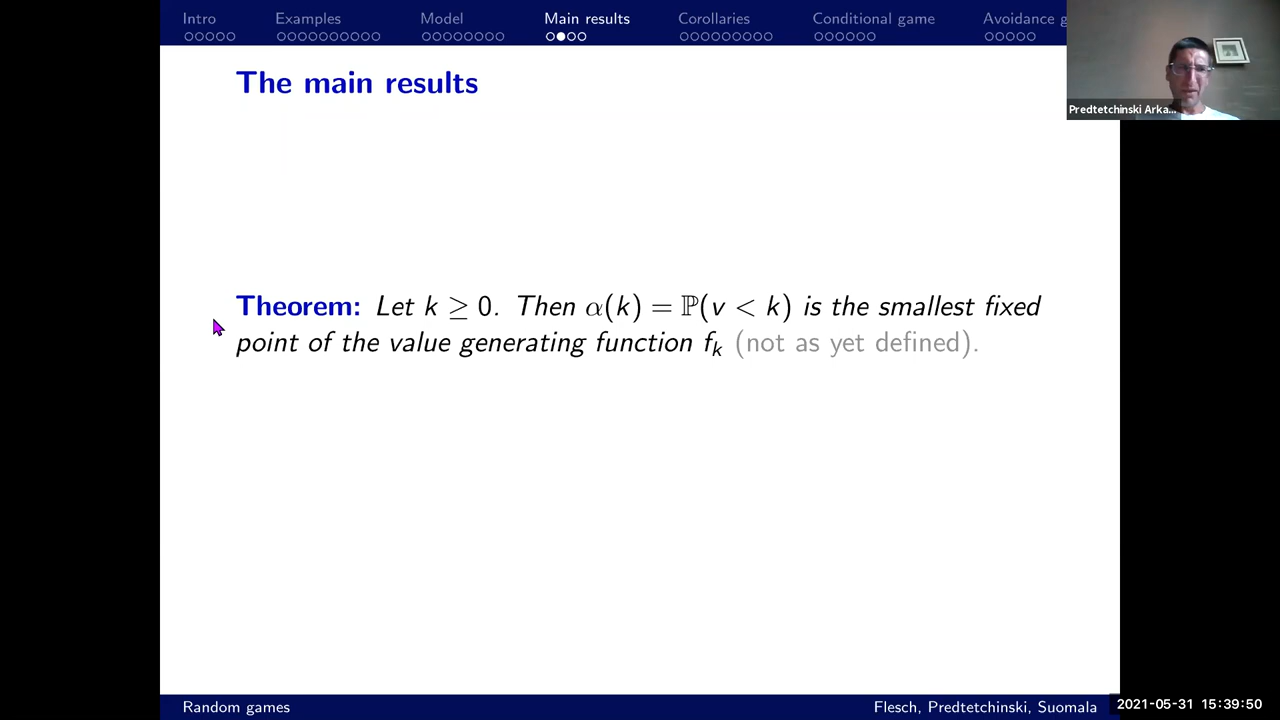 Intro Examples Model Main results Corollaries Conditional game Avoidance g
The main results
Predtetchinski Arka...
Theorem: Let k ≥ 0. Then α(k) = ℙ(v < k) is the smallest fixed
point of the value generating function fₖ (not as yet defined).
Random games Flesch, Predtetchinski, Suomala 2021-05-31 15:39:50